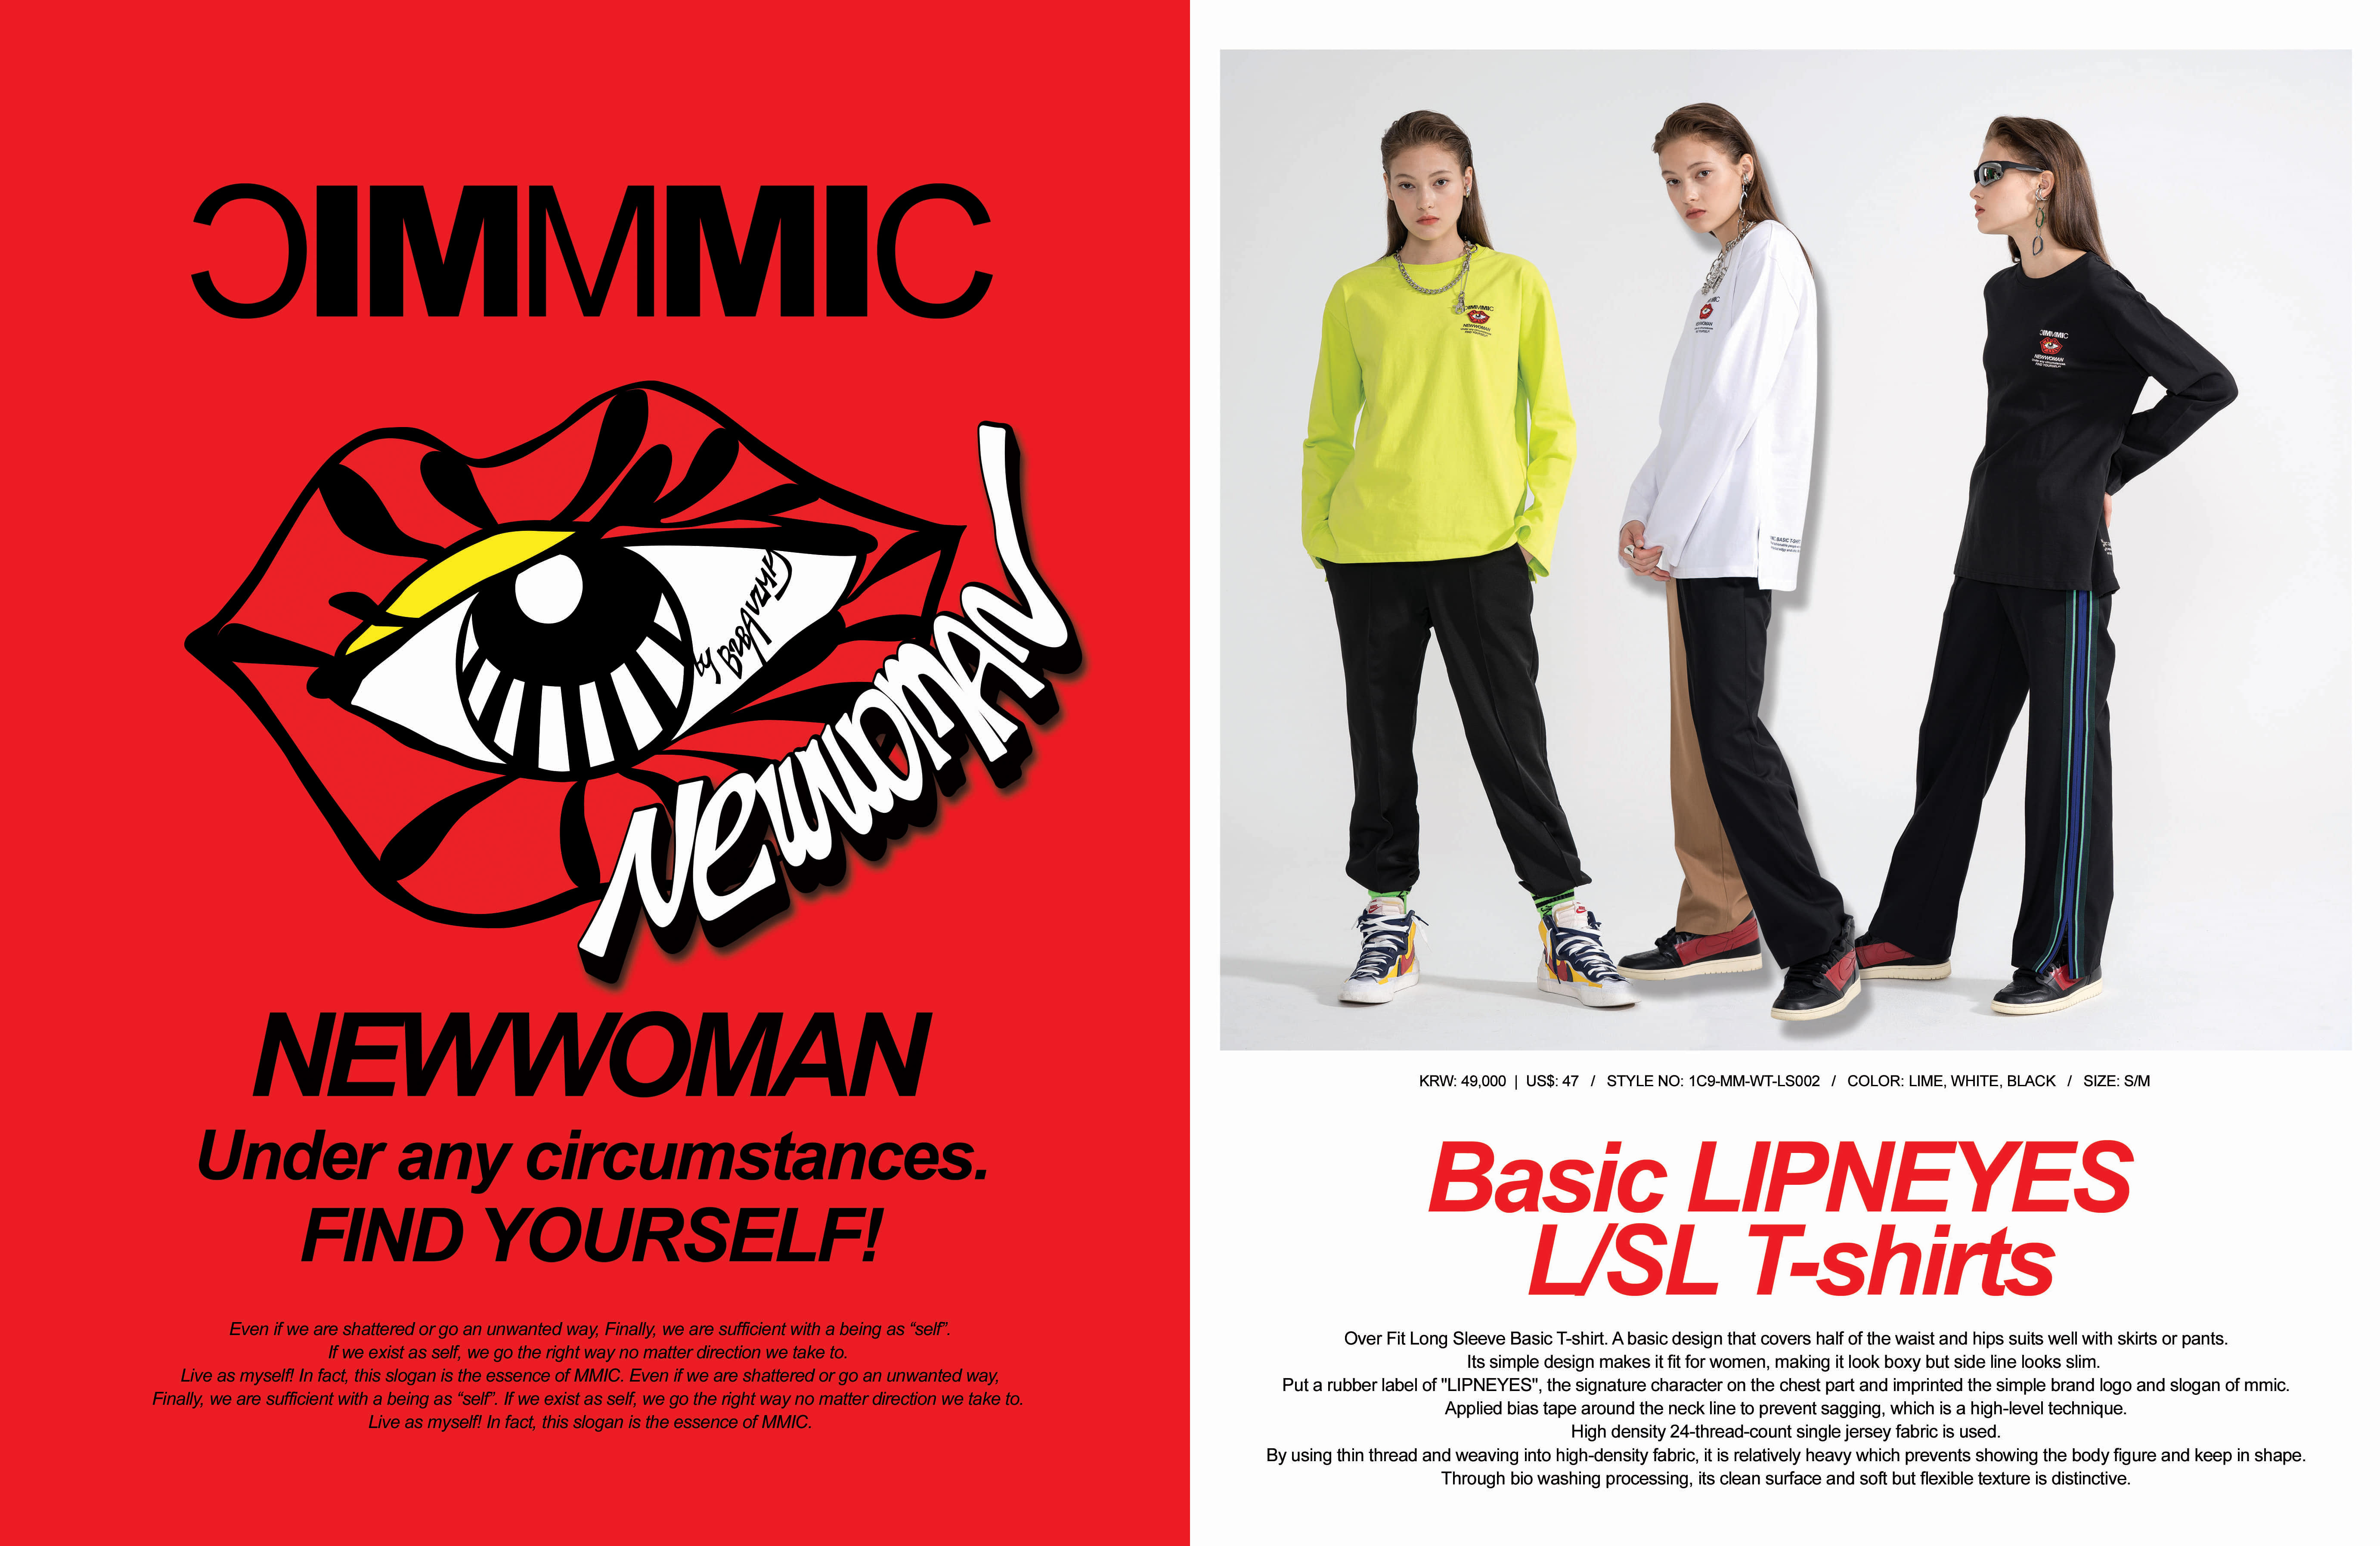 ƆIMMMIC
by BYBAVZMP
Newwoman
NEWWOMAN
Under any circumstances.
FIND YOURSELF!
Even if we are shattered or go an unwanted way, Finally, we are sufficient with a being as “self”.
If we exist as self, we go the right way no matter direction we take to.
Live as myself! In fact, this slogan is the essence of MMIC. Even if we are shattered or go an unwanted way,
Finally, we are sufficient with a being as “self”. If we exist as self, we go the right way no matter direction we take to.
Live as myself! In fact, this slogan is the essence of MMIC.
ƆIMMMIC
NEWWOMAN
FIND YOURSELF!
NEWWOMAN
ƆIMMMIC
NEWWOMAN
FIND YOURSELF!
BASIC T-SH
KRW: 49,000 | US$: 47 / STYLE NO: 1C9-MM-WT-LS002 / COLOR: LIME, WHITE, BLACK / SIZE: S/M
Basic LIPNEYES
L/SL T-shirts
Over Fit Long Sleeve Basic T-shirt. A basic design that covers half of the waist and hips suits well with skirts or pants.
Its simple design makes it fit for women, making it look boxy but side line looks slim.
Put a rubber label of "LIPNEYES", the signature character on the chest part and imprinted the simple brand logo and slogan of mmic.
Applied bias tape around the neck line to prevent sagging, which is a high-level technique.
High density 24-thread-count single jersey fabric is used.
By using thin thread and weaving into high-density fabric, it is relatively heavy which prevents showing the body figure and keep in shape.
Through bio washing processing, its clean surface and soft but flexible texture is distinctive.